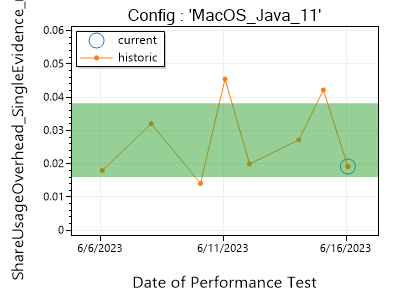 Config : 'MacOS_Java_11'
ShareUsageOverhead_SingleEvidence_
current
historic
0.06
0.05
0.04
0.03
0.02
0.01
0
6/6/2023
6/11/2023
6/16/2023
Date of Performance Test